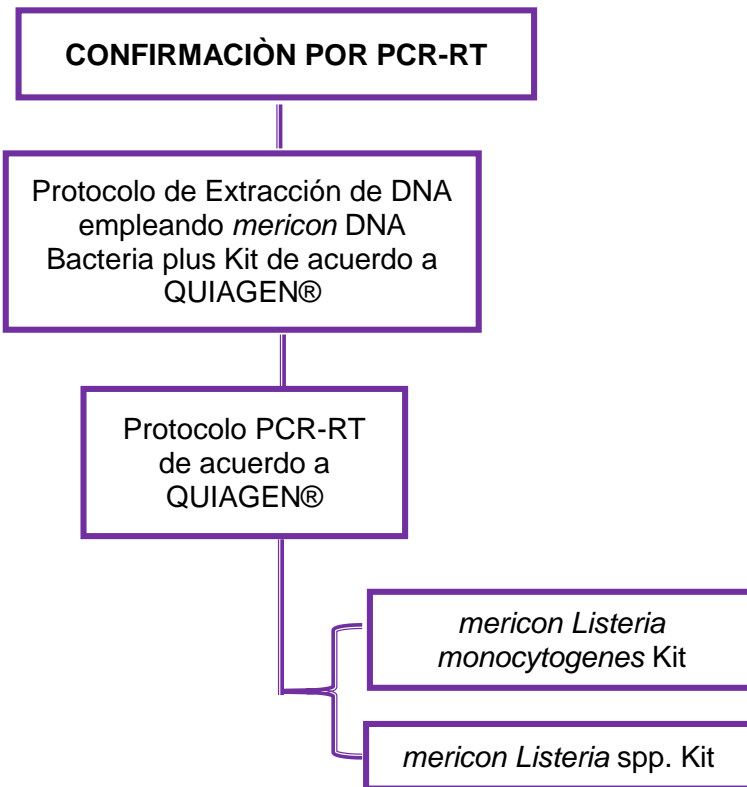 CONFIRMACIÒN POR PCR-RT
Protocolo de Extracción de DNA
empleando mericon DNA
Bacteria plus Kit de acuerdo a
QUIAGEN®
Protocolo PCR-RT
de acuerdo a
QUIAGEN®
mericon Listeria
monocytogenes Kit
mericon Listeria spp. Kit